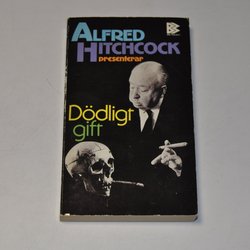 ALFRED
HITCHCOCK
presenterar
Dödligt
gift